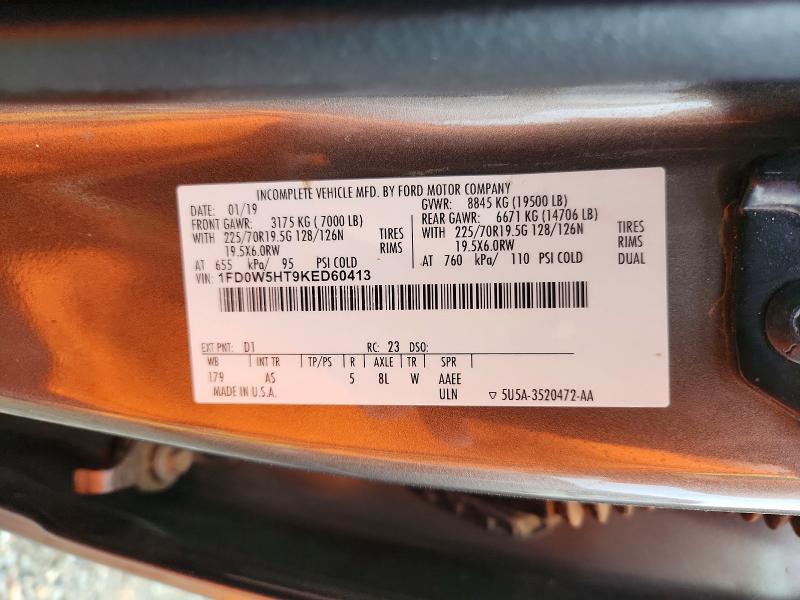 INCOMPLETE VEHICLE MFD. BY FORD MOTOR COMPANY
DATE: 01/19 GVWR: 8845 KG (19500 LB)
FRONT GAWR: 3175 KG (7000 LB) REAR GAWR: 6671 KG (14706 LB)
WITH 225/70R19.5G 128/126N TIRES WITH 225/70R19.5G 128/126N TIRES
19.5X6.0RW RIMS 19.5X6.0RW RIMS
AT 655 kPa/ 95 PSI COLD AT 760 kPa/ 110 PSI COLD DUAL
VIN: 1FD0W5HT9KED60413
EXT PNT: D1 RC: 23 DSO:
WB INT TR TP/PS R AXLE TR SPR
179 AS 5 8L W AAEE
MADE IN U.S.A. ULN ▽ 5U5A-3520472-AA